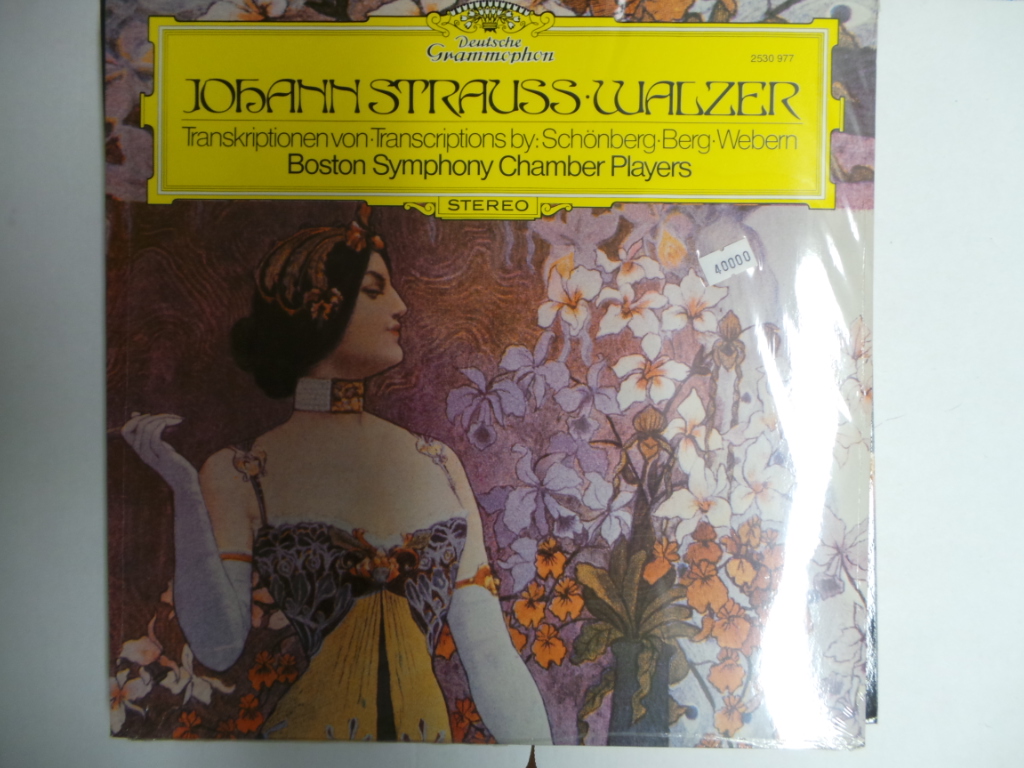 Deutsche
Grammophon
2530 977
JOHANN STRAUSS·WALZER
Transkriptionen von·Transcriptions by: Schönberg·Berg·Webern
Boston Symphony Chamber Players
STEREO
40000